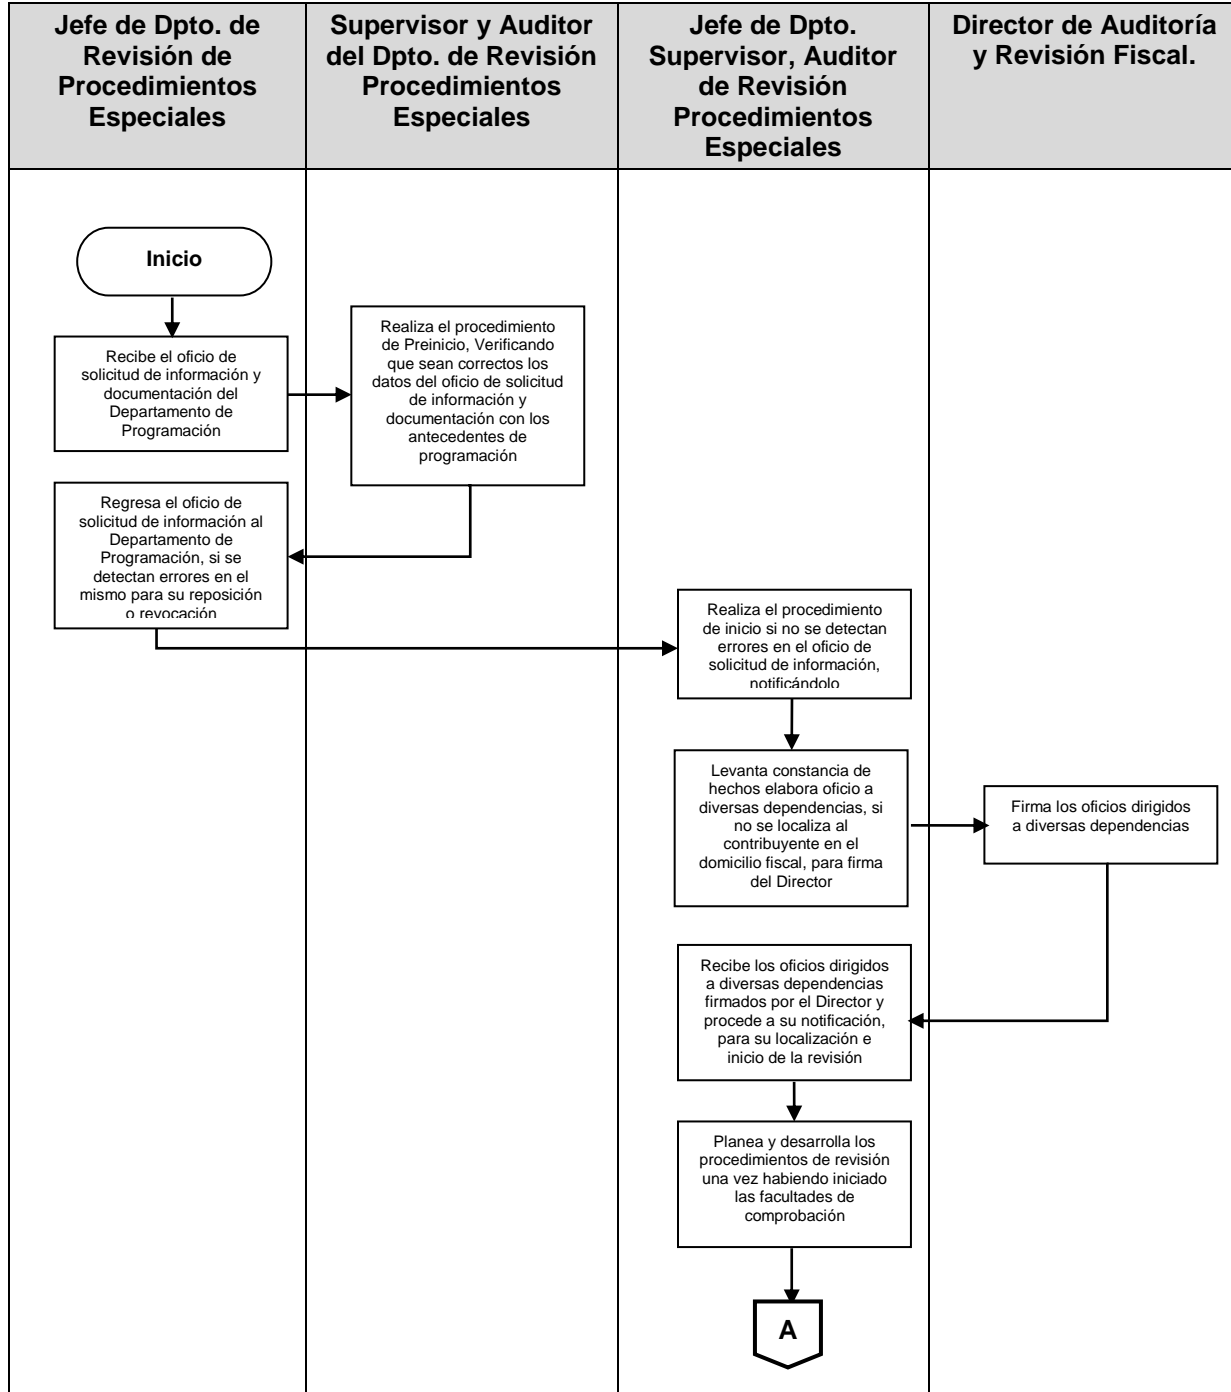 Jefe de Dpto. de
Revisión de
Procedimientos
Especiales
Supervisor y Auditor
del Dpto. de Revisión
Procedimientos
Especiales
Jefe de Dpto.
Supervisor, Auditor
de Revisión
Procedimientos
Especiales
Director de Auditoría
y Revisión Fiscal.
Inicio
Recibe el oficio de
solicitud de información y
documentación del
Departamento de
Programación
Realiza el procedimiento
de Preinicio, Verificando
que sean correctos los
datos del oficio de solicitud
de información y
documentación con los
antecedentes de
programación
Regresa el oficio de
solicitud de información al
Departamento de
Programación, si se
detectan errores en el
mismo para su reposición
o revocación
Realiza el procedimiento
de inicio si no se detectan
errores en el oficio de
solicitud de información,
notificándolo
Levanta constancia de
hechos elabora oficio a
diversas dependencias, si
no se localiza al
contribuyente en el
domicilio fiscal, para firma
del Director
Firma los oficios dirigidos
a diversas dependencias
Recibe los oficios dirigidos
a diversas dependencias
firmados por el Director y
procede a su notificación,
para su localización e
inicio de la revisión
Planea y desarrolla los
procedimientos de revisión
una vez habiendo iniciado
las facultades de
comprobación
A